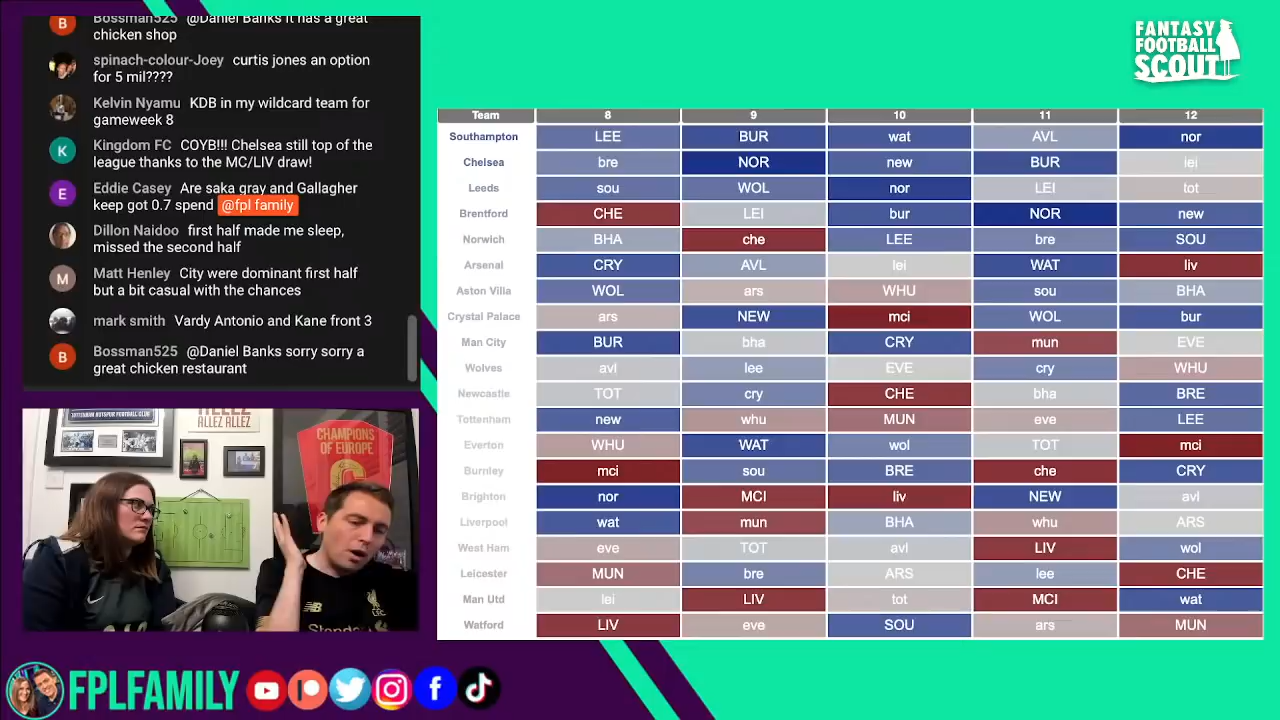 Bossman525 @Daniel Banks It has a great
chicken shop
spinach-colour-Joey curtis jones an option
for 5 mil????
Kelvin Nyamu KDB in my wildcard team for
gameweek 8
K
Kingdom FC COYB!!! Chelsea still top of the
league thanks to the MC/LIV draw!
E
Eddie Casey Are saka gray and Gallagher
keep got 0.7 spend @fpl family
Dillon Naidoo first half made me sleep,
missed the second half
M
Matt Henley City were dominant first half
but a bit casual with the chances
mark smith Vardy Antonio and Kane front 3
B
Bossman525 @Daniel Banks sorry sorry a
great chicken restaurant
B
FANTASY
FOOTBALL
SCOUT
Team 8 9 10 11 12
Southampton LEE BUR wat AVL nor
Chelsea bre NOR new BUR lei
Leeds sou WOL nor LEI tot
Brentford CHE LEI bur NOR new
Norwich BHA che LEE bre SOU
Arsenal CRY AVL lei WAT liv
Aston Villa WOL ars WHU sou BHA
Crystal Palace ars NEW mci WOL bur
Man City BUR bha CRY mun EVE
Wolves avl lee EVE cry WHU
Newcastle TOT cry CHE bha BRE
Tottenham new whu MUN eve LEE
Everton WHU WAT wol TOT mci
Burnley mci sou BRE che CRY
Brighton nor MCI liv NEW avl
Liverpool wat mun BHA whu ARS
West Ham eve TOT avl LIV wol
Leicester MUN bre ARS lee CHE
Man Utd lei LIV tot MCI wat
Watford LIV eve SOU ars MUN
TOTTENHAM HOTSPUR FOOTBALL CLUB
ALLEZ ALLEZ
CHAMPIONS
OF EUROPE
6
NB
FPLFAMILY